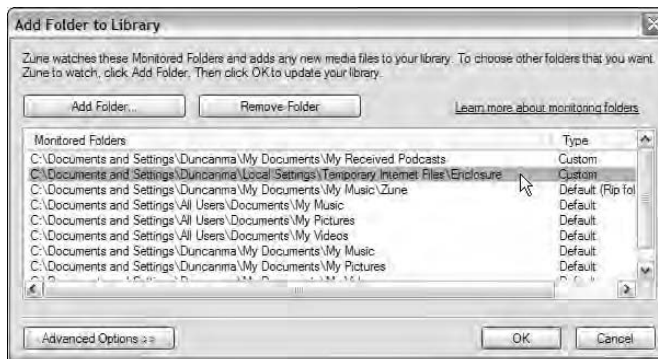 Add Folder to Library
Zune watches these Monitored Folders and adds any new media files to your library. To choose other folders that you want
Zune to watch, click Add Folder. Then click OK to update your library.
Add Folder... Remove Folder Learn more about monitoring folders
Monitored Folders Type
C:\Documents and Settings\Duncanma\My Documents\My Received Podcasts Custom
C:\Documents and Settings\Duncanma\Local Settings\Temporary Internet Files\Enclosure Custom
C:\Documents and Settings\Duncanma\My Documents\My Music\Zune Default (Rip fol
C:\Documents and Settings\All Users\Documents\My Music Default
C:\Documents and Settings\All Users\Documents\My Pictures Default
C:\Documents and Settings\All Users\Documents\My Videos Default
C:\Documents and Settings\Duncanma\My Documents\My Music Default
C:\Documents and Settings\Duncanma\My Documents\My Pictures Default
Advanced Options >> OK Cancel